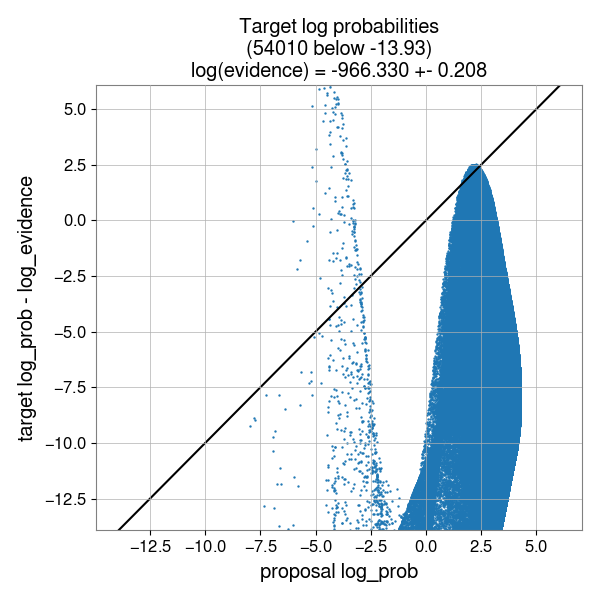 Target log probabilities
(54010 below -13.93)
log(evidence) = -966.330 +- 0.208
target log_prob - log_evidence
5.0
2.5
0.0
−2.5
−5.0
−7.5
−10.0
−12.5
−12.5 −10.0 −7.5 −5.0 −2.5 0.0 2.5 5.0
proposal log_prob